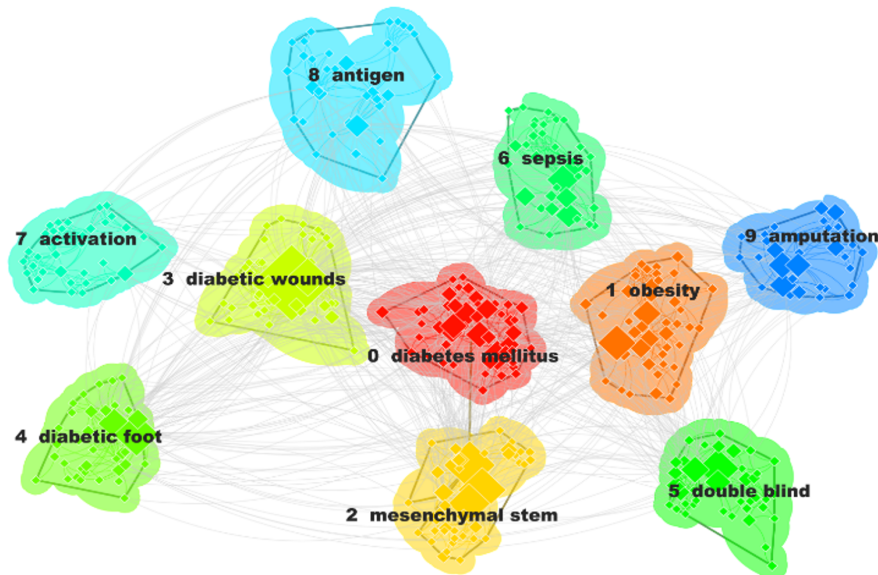 8 antigen
6 sepsis
7 activation
9 amputation
3 diabetic wounds
1 obesity
0 diabetes mellitus
4 diabetic foot
5 double blind
2 mesenchymal stem